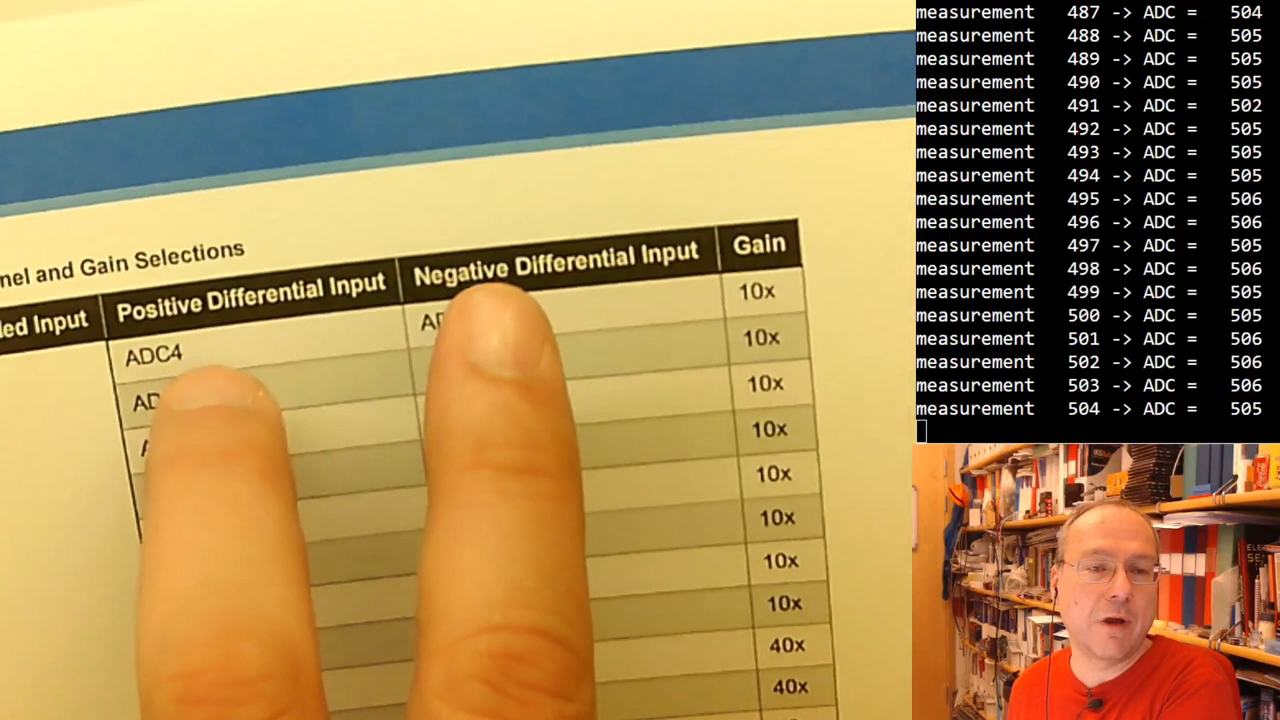 nel and Gain Selections
ed Input
Positive Differential Input
Negative Differential Input
Gain
ADC4
10x
10x
10x
10x
10x
10x
10x
10x
40x
40x
measurement 487 -> ADC = 504
measurement 488 -> ADC = 505
measurement 489 -> ADC = 505
measurement 490 -> ADC = 505
measurement 491 -> ADC = 502
measurement 492 -> ADC = 505
measurement 493 -> ADC = 505
measurement 494 -> ADC = 505
measurement 495 -> ADC = 506
measurement 496 -> ADC = 506
measurement 497 -> ADC = 505
measurement 498 -> ADC = 506
measurement 499 -> ADC = 505
measurement 500 -> ADC = 505
measurement 501 -> ADC = 506
measurement 502 -> ADC = 506
measurement 503 -> ADC = 506
measurement 504 -> ADC = 505